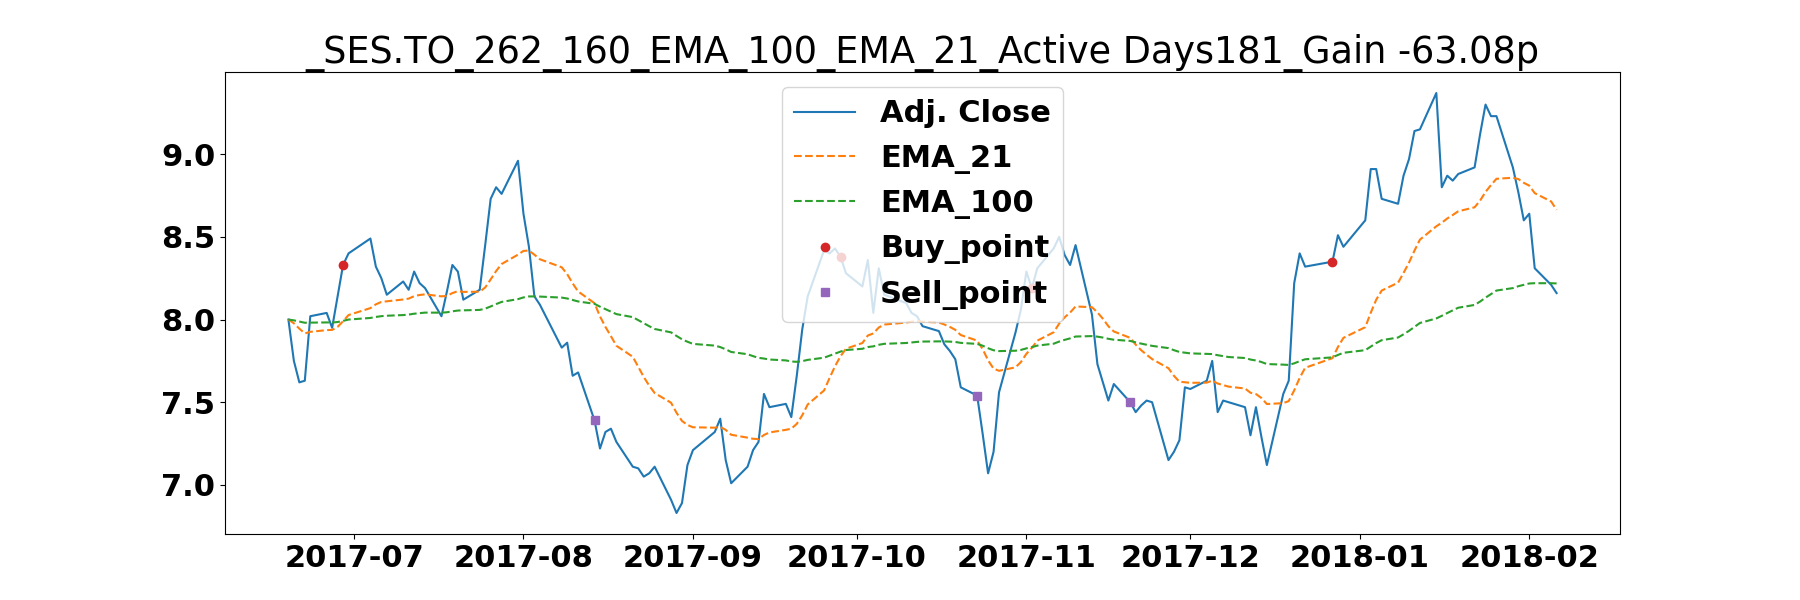 _SES.TO_262_160_EMA_100_EMA_21_Active Days181_Gain -63.08p
Adj. Close
EMA_21
EMA_100
Buy_point
Sell_point
9.0
8.5
8.0
7.5
7.0
2017-07 2017-08 2017-09 2017-10 2017-11 2017-12 2018-01 2018-02